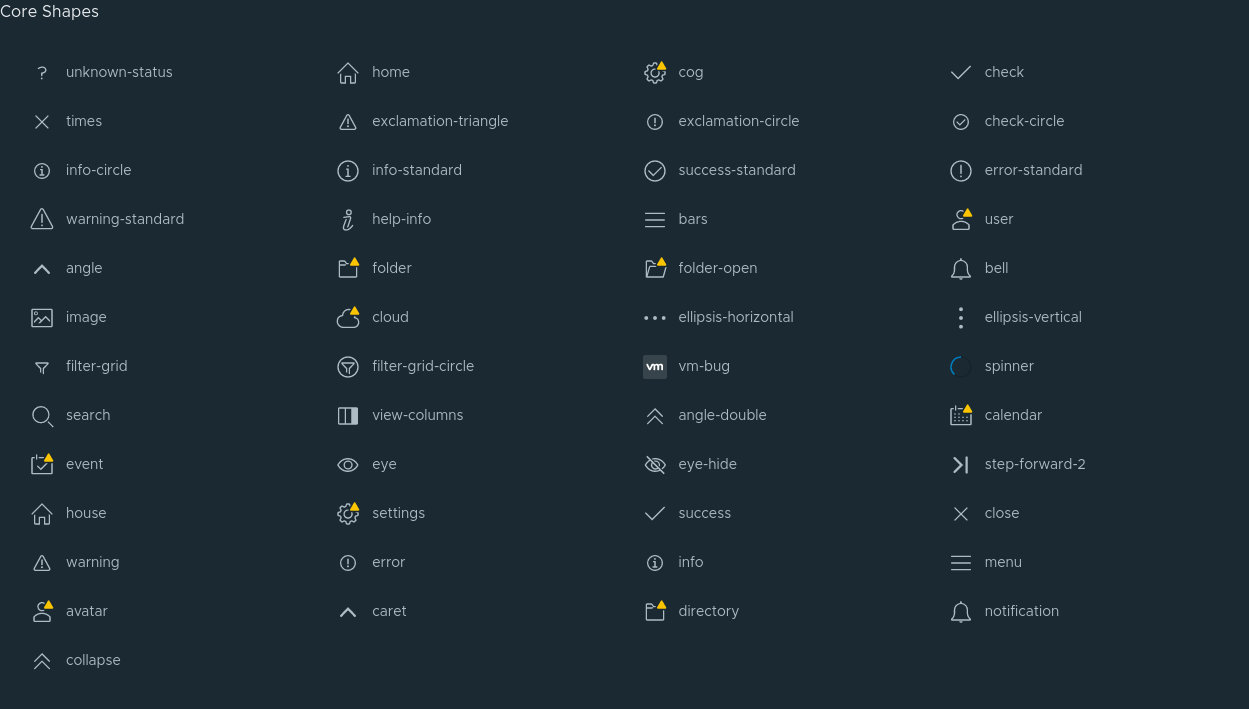 Core Shapes
? unknown-status home cog check
times exclamation-triangle exclamation-circle check-circle
info-circle info-standard success-standard error-standard
warning-standard help-info bars user
angle folder folder-open bell
image cloud ellipsis-horizontal ellipsis-vertical
filter-grid filter-grid-circle vm vm-bug spinner
search view-columns angle-double calendar
event eye eye-hide step-forward-2
house settings success close
warning error info menu
avatar caret directory notification
collapse